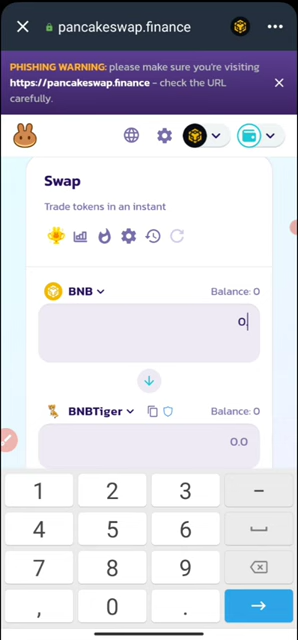 pancakeswap.finance
PHISHING WARNING: please make sure you're visiting
https://pancakeswap.finance - check the URL
carefully.
Swap
Trade tokens in an instant
BNB Balance: 0
0
BNBTiger Balance: 0
0.0
1 2 3 -
4 5 6
7 8 9
, 0 .